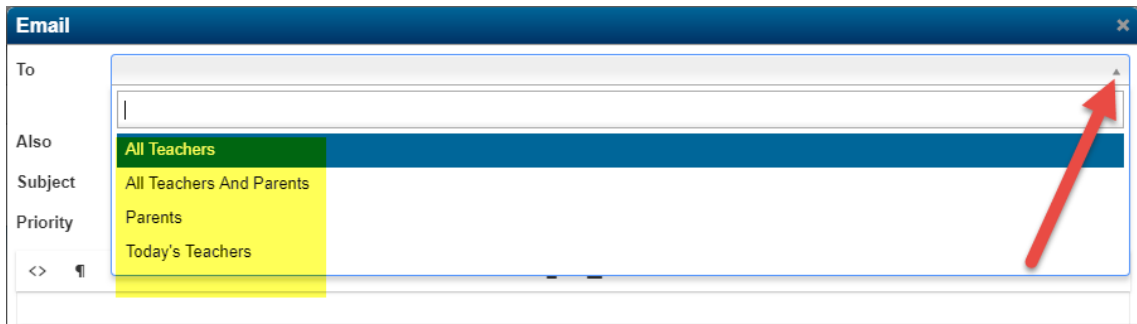 Email
To
Also
All Teachers
Subject
All Teachers And Parents
Priority
Parents
Today's Teachers
<> ¶